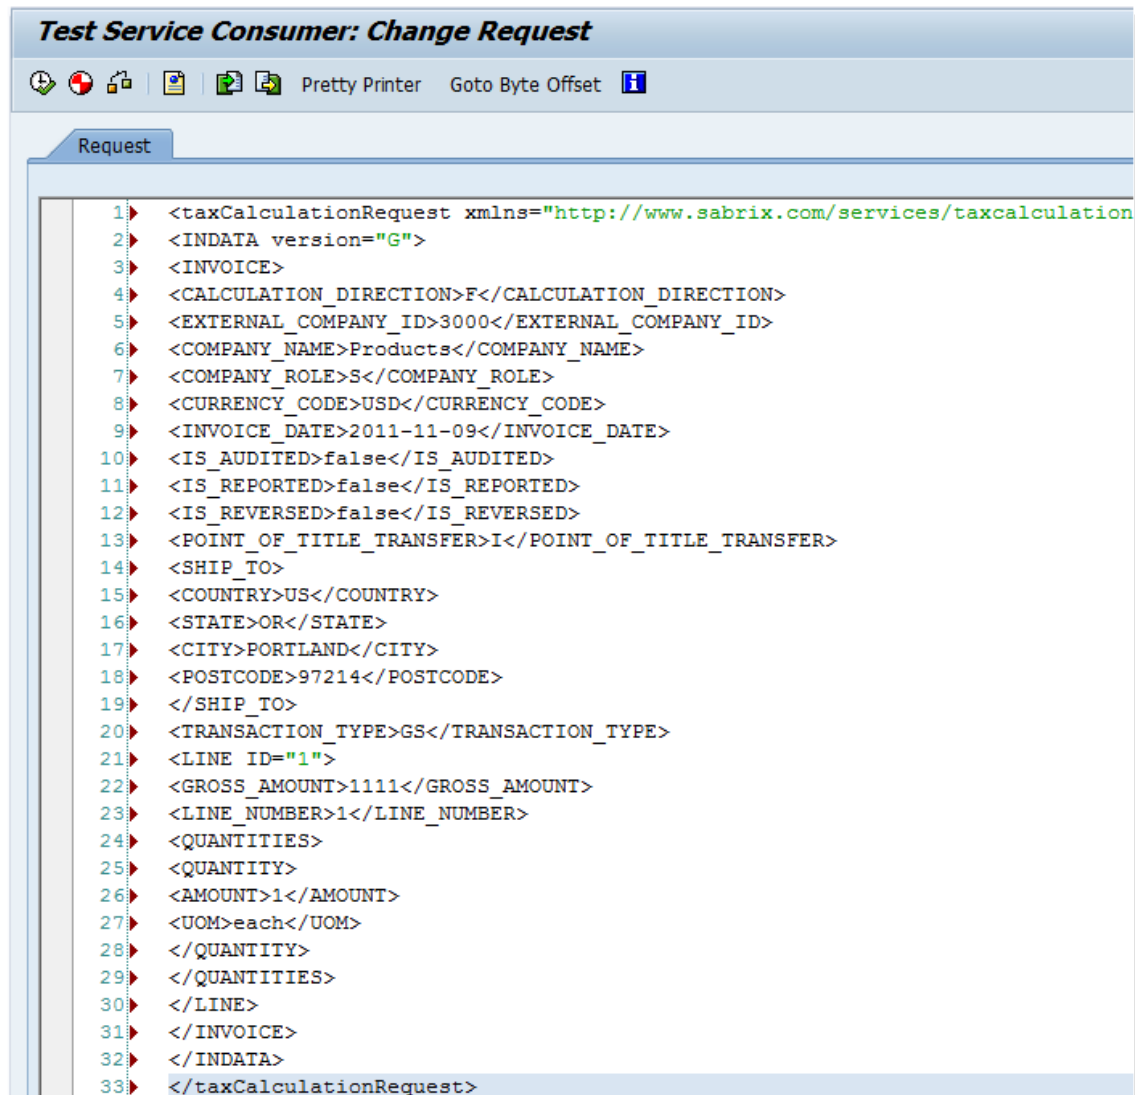 Test Service Consumer: Change Request
Pretty Printer Goto Byte Offset
Request
1 <taxCalculationRequest xmlns="http://www.sabrix.com/services/taxcalculation
2 <INDATA version="G">
3 <INVOICE>
4 <CALCULATION_DIRECTION>F</CALCULATION_DIRECTION>
5 <EXTERNAL_COMPANY_ID>3000</EXTERNAL_COMPANY_ID>
6 <COMPANY_NAME>Products</COMPANY_NAME>
7 <COMPANY_ROLE>S</COMPANY_ROLE>
8 <CURRENCY_CODE>USD</CURRENCY_CODE>
9 <INVOICE_DATE>2011-11-09</INVOICE_DATE>
10 <IS_AUDITED>false</IS_AUDITED>
11 <IS_REPORTED>false</IS_REPORTED>
12 <IS_REVERSED>false</IS_REVERSED>
13 <POINT_OF_TITLE_TRANSFER>I</POINT_OF_TITLE_TRANSFER>
14 <SHIP_TO>
15 <COUNTRY>US</COUNTRY>
16 <STATE>OR</STATE>
17 <CITY>PORTLAND</CITY>
18 <POSTCODE>97214</POSTCODE>
19 </SHIP_TO>
20 <TRANSACTION_TYPE>GS</TRANSACTION_TYPE>
21 <LINE ID="1">
22 <GROSS_AMOUNT>1111</GROSS_AMOUNT>
23 <LINE_NUMBER>1</LINE_NUMBER>
24 <QUANTITIES>
25 <QUANTITY>
26 <AMOUNT>1</AMOUNT>
27 <UOM>each</UOM>
28 </QUANTITY>
29 </QUANTITIES>
30 </LINE>
31 </INVOICE>
32 </INDATA>
33 </taxCalculationRequest>